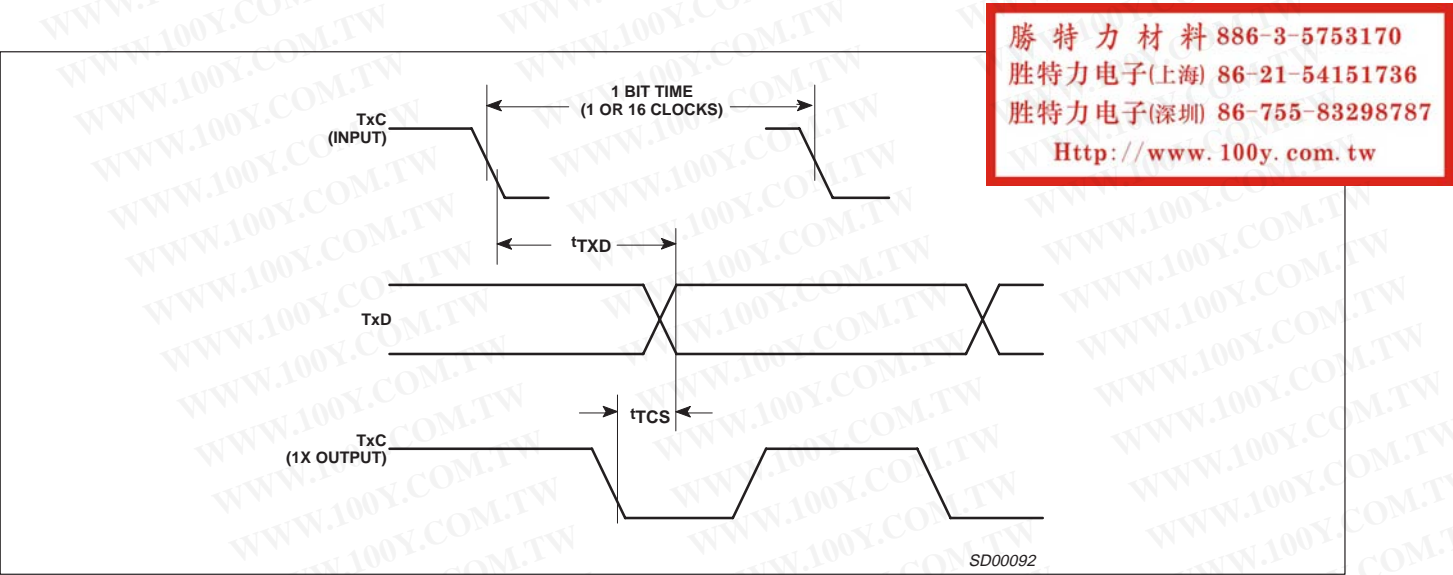 勝特力材料 886-3-5753170
胜特力电子(上海) 86-21-54151736
胜特力电子(深圳) 86-755-83298787
Http://www.100y.com.tw
1 BIT TIME
(1 OR 16 CLOCKS)
TxC
(INPUT)
tTXD
TxD
tTCS
TxC
(1X OUTPUT)
SD00092
WWW.100Y.COM.TW